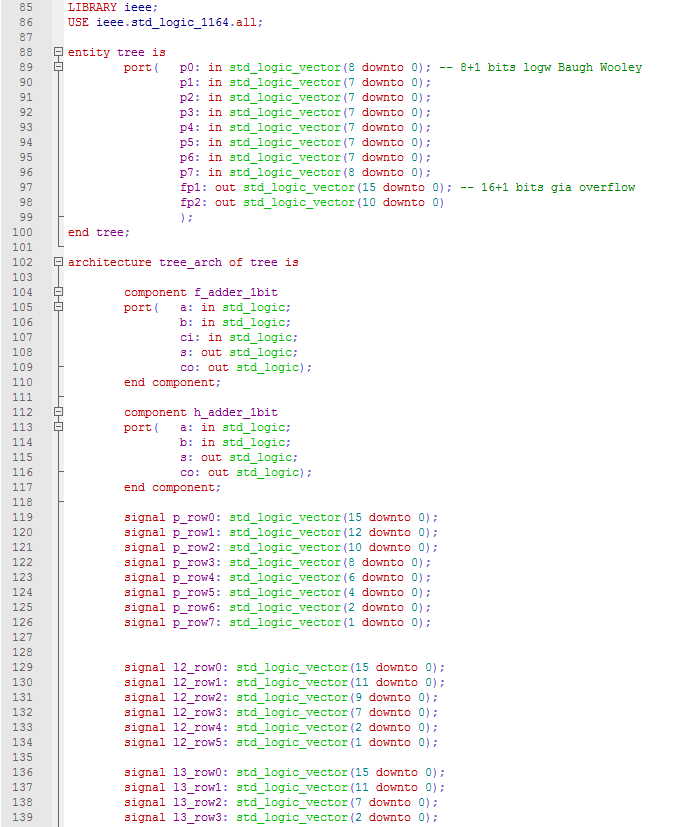 85 LIBRARY ieee;
86 USE ieee.std_logic_1164.all;
87
88 entity tree is
89 port( p0: in std_logic_vector(8 downto 0); -- 8+1 bits logw Baugh Wooley
90 p1: in std_logic_vector(7 downto 0);
91 p2: in std_logic_vector(7 downto 0);
92 p3: in std_logic_vector(7 downto 0);
93 p4: in std_logic_vector(7 downto 0);
94 p5: in std_logic_vector(7 downto 0);
95 p6: in std_logic_vector(7 downto 0);
96 p7: in std_logic_vector(8 downto 0);
97 fp1: out std_logic_vector(15 downto 0); -- 16+1 bits gia overflow
98 fp2: out std_logic_vector(10 downto 0)
99 );
100 end tree;
101
102 architecture tree_arch of tree is
103
104 component f_adder_1bit
105 port( a: in std_logic;
106 b: in std_logic;
107 ci: in std_logic;
108 s: out std_logic;
109 co: out std_logic);
110 end component;
111
112 component h_adder_1bit
113 port( a: in std_logic;
114 b: in std_logic;
115 s: out std_logic;
116 co: out std_logic);
117 end component;
118
119 signal p_row0: std_logic_vector(15 downto 0);
120 signal p_row1: std_logic_vector(12 downto 0);
121 signal p_row2: std_logic_vector(10 downto 0);
122 signal p_row3: std_logic_vector(8 downto 0);
123 signal p_row4: std_logic_vector(6 downto 0);
124 signal p_row5: std_logic_vector(4 downto 0);
125 signal p_row6: std_logic_vector(2 downto 0);
126 signal p_row7: std_logic_vector(1 downto 0);
127
128
129 signal l2_row0: std_logic_vector(15 downto 0);
130 signal l2_row1: std_logic_vector(11 downto 0);
131 signal l2_row2: std_logic_vector(9 downto 0);
132 signal l2_row3: std_logic_vector(7 downto 0);
133 signal l2_row4: std_logic_vector(2 downto 0);
134 signal l2_row5: std_logic_vector(1 downto 0);
135
136 signal l3_row0: std_logic_vector(15 downto 0);
137 signal l3_row1: std_logic_vector(11 downto 0);
138 signal l3_row2: std_logic_vector(7 downto 0);
139 signal l3_row3: std_logic_vector(2 downto 0);